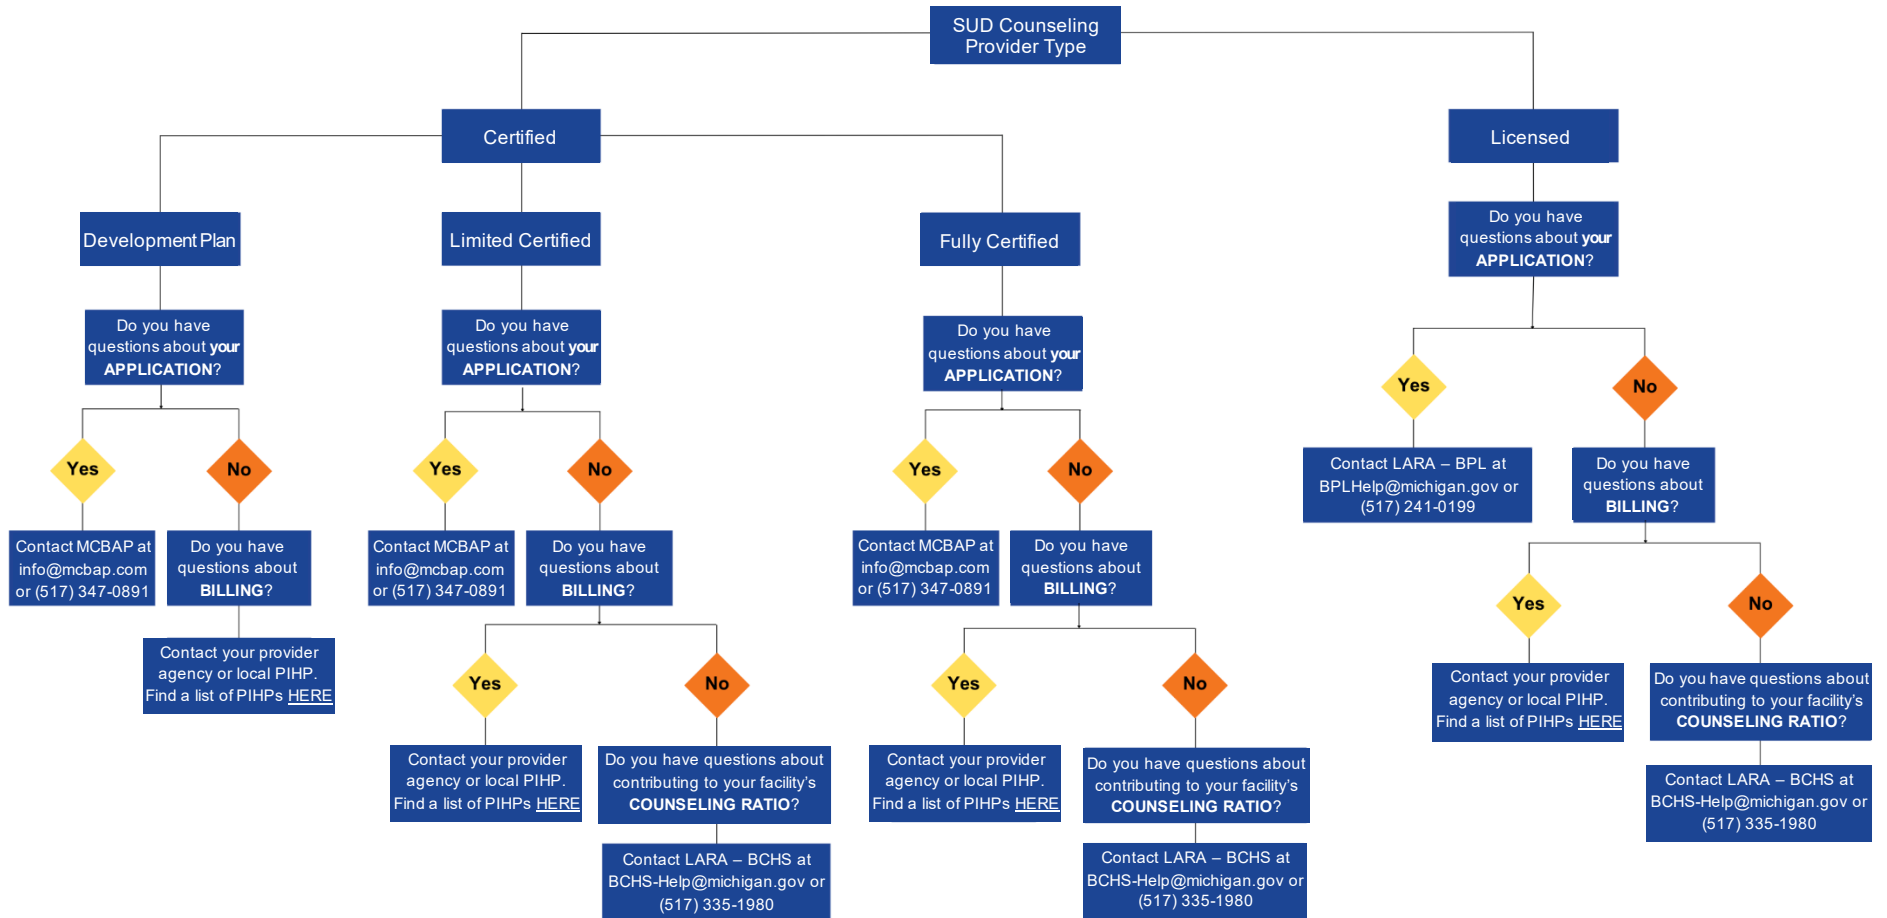 SUD Counseling
Provider Type
Certified
Licensed
Development Plan
Limited Certified
Fully Certified
Do you have
questions about your
APPLICATION?
Do you have
questions about your
APPLICATION?
Do you have
questions about your
APPLICATION?
Do you have
questions about your
APPLICATION?
Yes
No
Yes
No
Yes
No
Yes
No
Contact MCBAP at
info@mcbap.com
or (517) 347-0891
Do you have
questions about
BILLING?
Contact your provider
agency or local PIHP.
Find a list of PIHPs HERE
Contact MCBAP at
info@mcbap.com
or (517) 347-0891
Do you have
questions about
BILLING?
Yes
No
Contact your provider
agency or local PIHP.
Find a list of PIHPs HERE
Do you have questions about
contributing to your facility's
COUNSELING RATIO?
Contact LARA – BCHS at
BCHS-Help@michigan.gov or
(517) 335-1980
Contact MCBAP at
info@mcbap.com
or (517) 347-0891
Do you have
questions about
BILLING?
Yes
No
Contact your provider
agency or local PIHP.
Find a list of PIHPs HERE
Do you have questions about
contributing to your facility's
COUNSELING RATIO?
Contact LARA – BCHS at
BCHS-Help@michigan.gov or
(517) 335-1980
Contact LARA – BPL at
BPLHelp@michigan.gov or
(517) 241-0199
Do you have
questions about
BILLING?
Yes
No
Contact your provider
agency or local PIHP.
Find a list of PIHPs HERE
Do you have questions about
contributing to your facility's
COUNSELING RATIO?
Contact LARA – BCHS at
BCHS-Help@michigan.gov or
(517) 335-1980